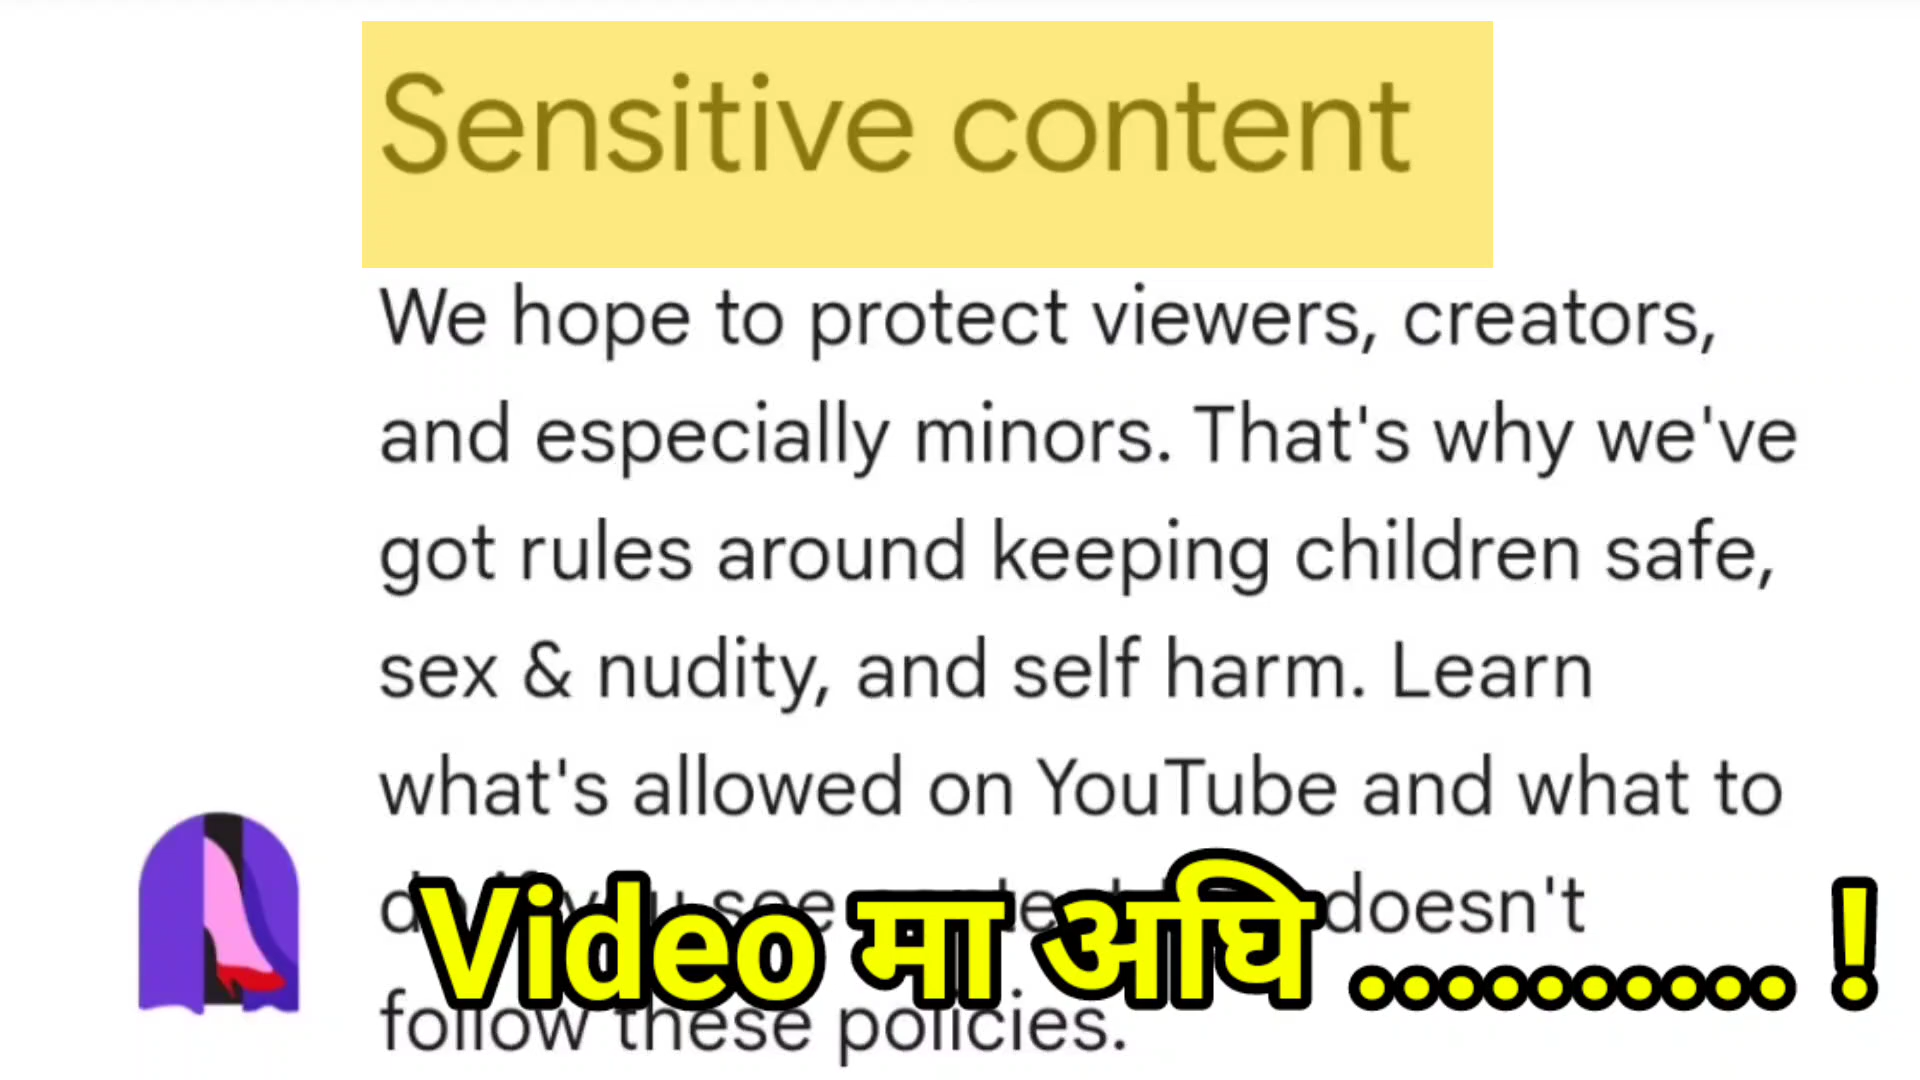 Sensitive content
We hope to protect viewers, creators,
and especially minors. That's why we've
got rules around keeping children safe,
sex & nudity, and self harm. Learn
what's allowed on YouTube and what to
see doesn't
Video मा अघि .......... !
follow these policies.